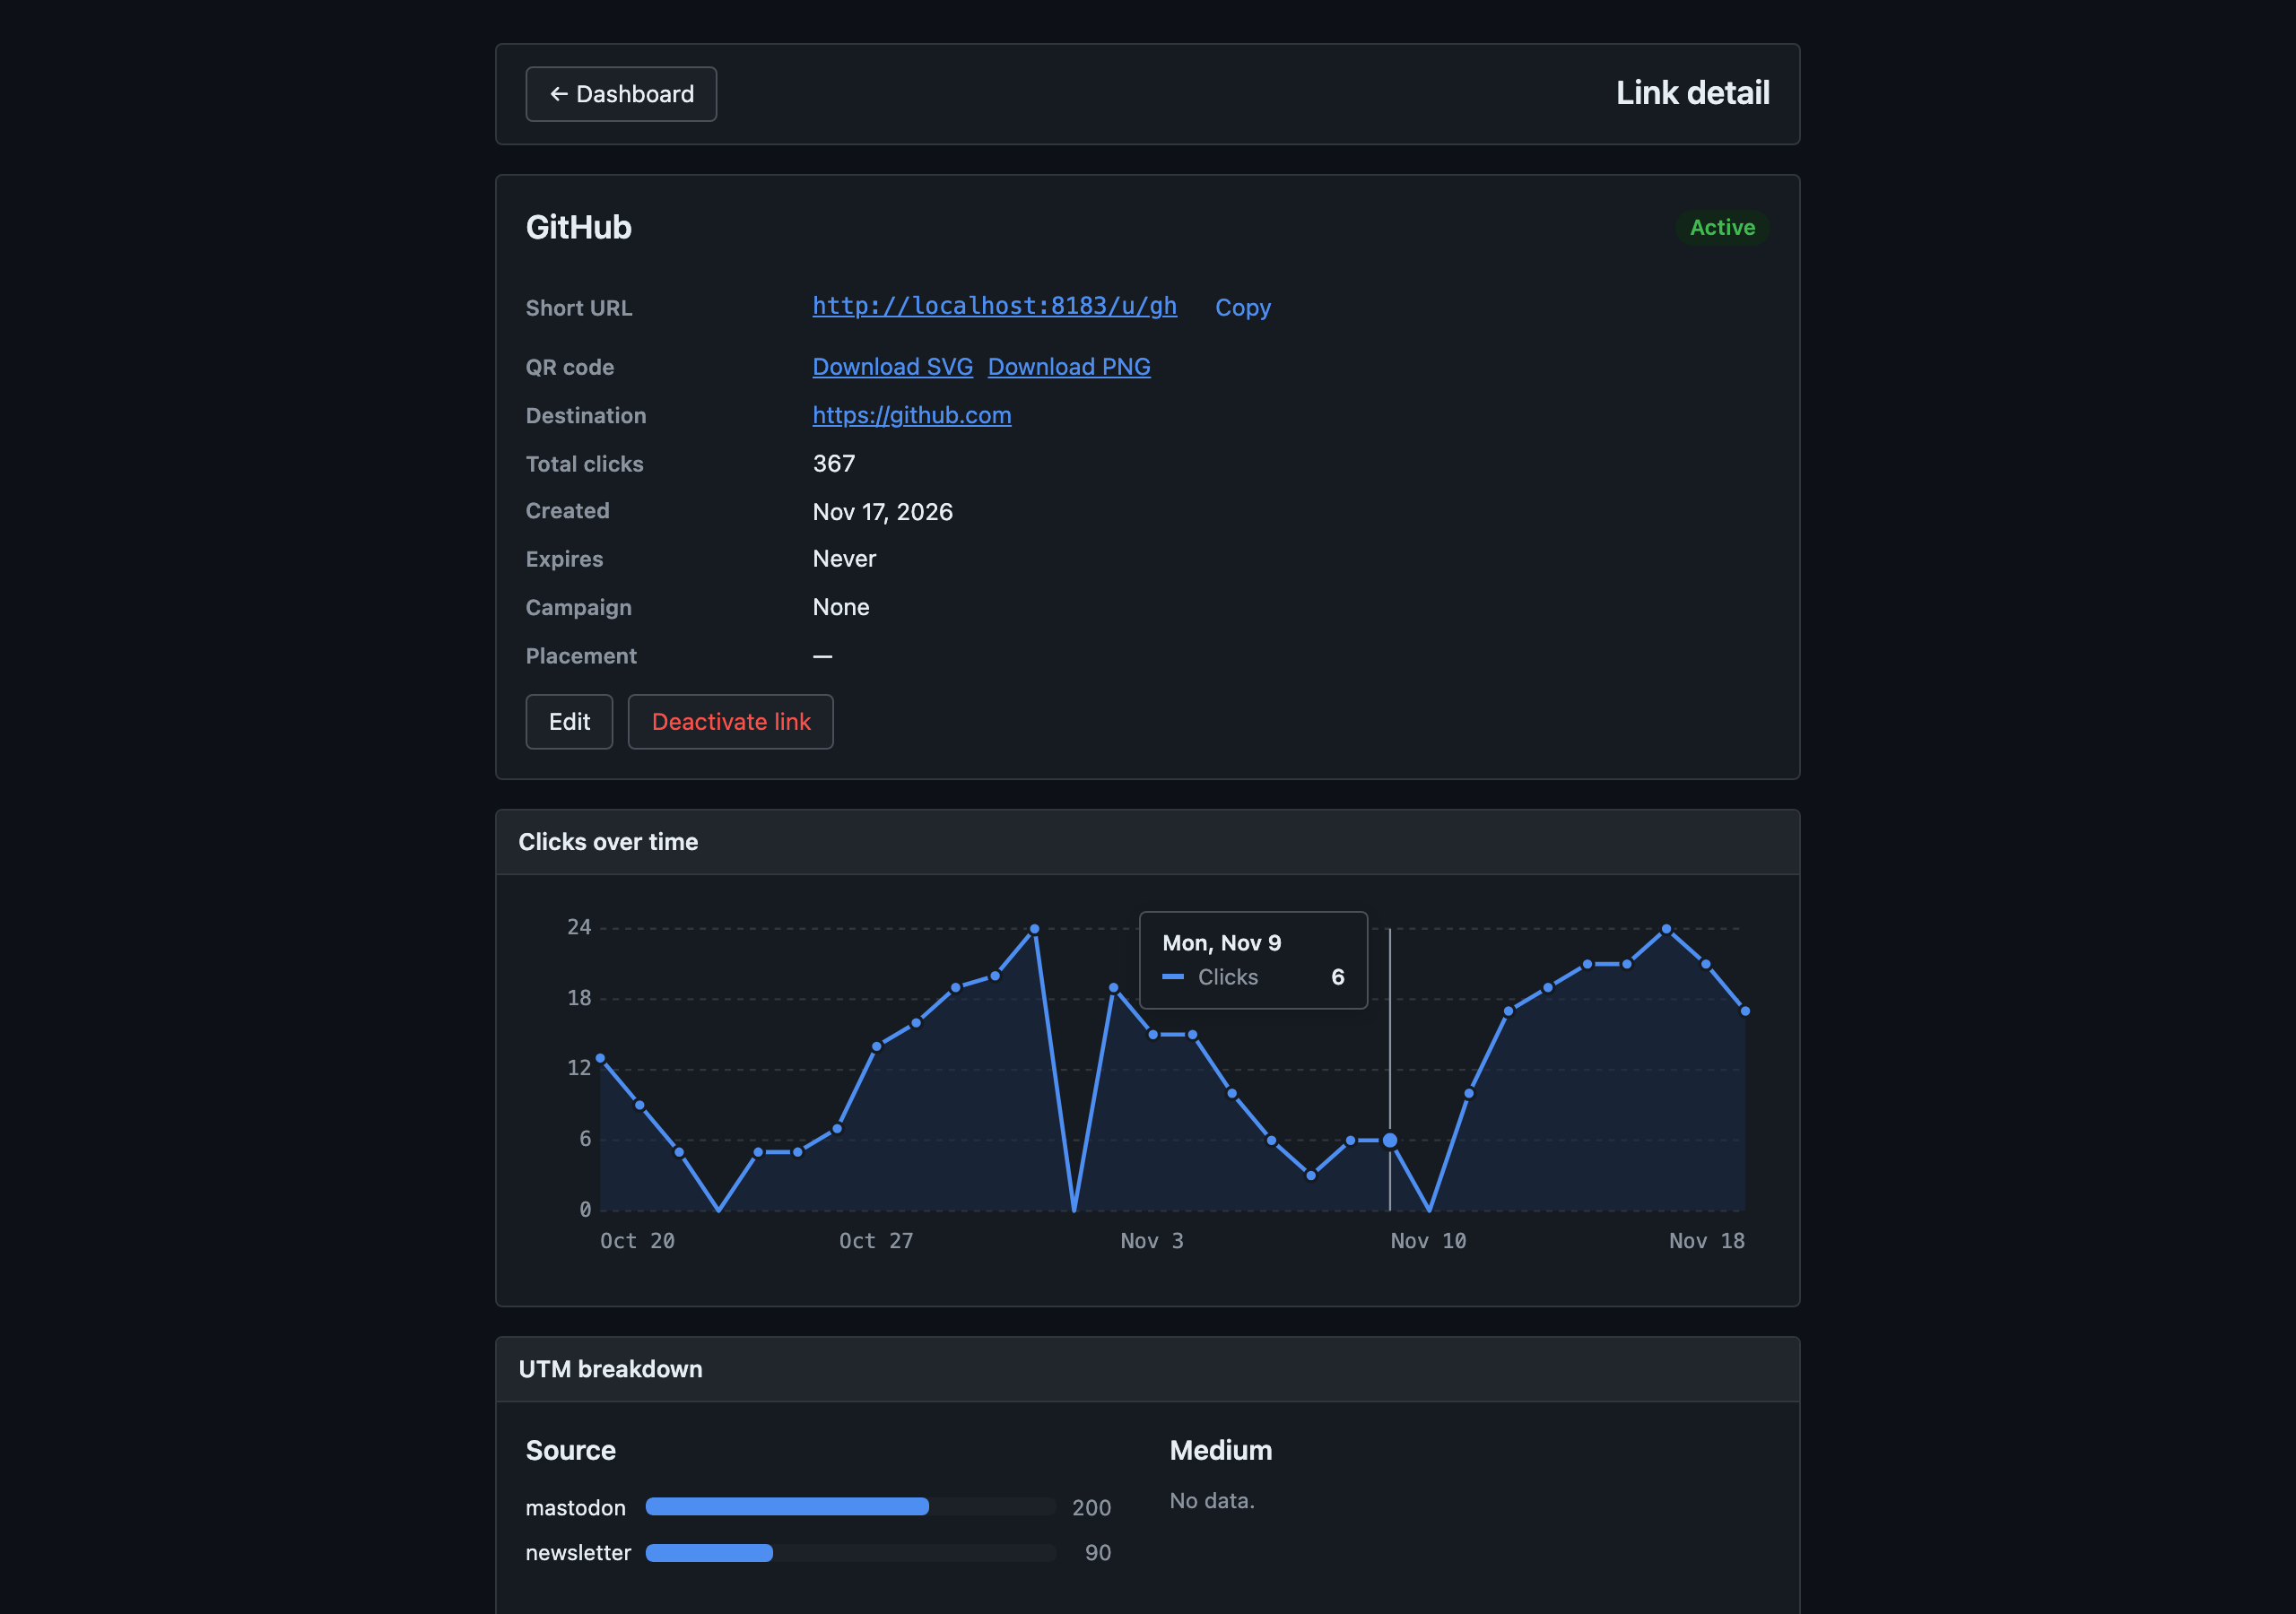 ← Dashboard
Link detail
GitHub
Active
Short URL http://localhost:8183/u/gh Copy
QR code Download SVG Download PNG
Destination https://github.com
Total clicks 367
Created Nov 17, 2026
Expires Never
Campaign None
Placement —
Edit Deactivate link
Clicks over time
24
18
12
6
0
Mon, Nov 9
Clicks 6
Oct 20 Oct 27 Nov 3 Nov 10 Nov 18
UTM breakdown
Source
mastodon 200
newsletter 90
Medium
No data.